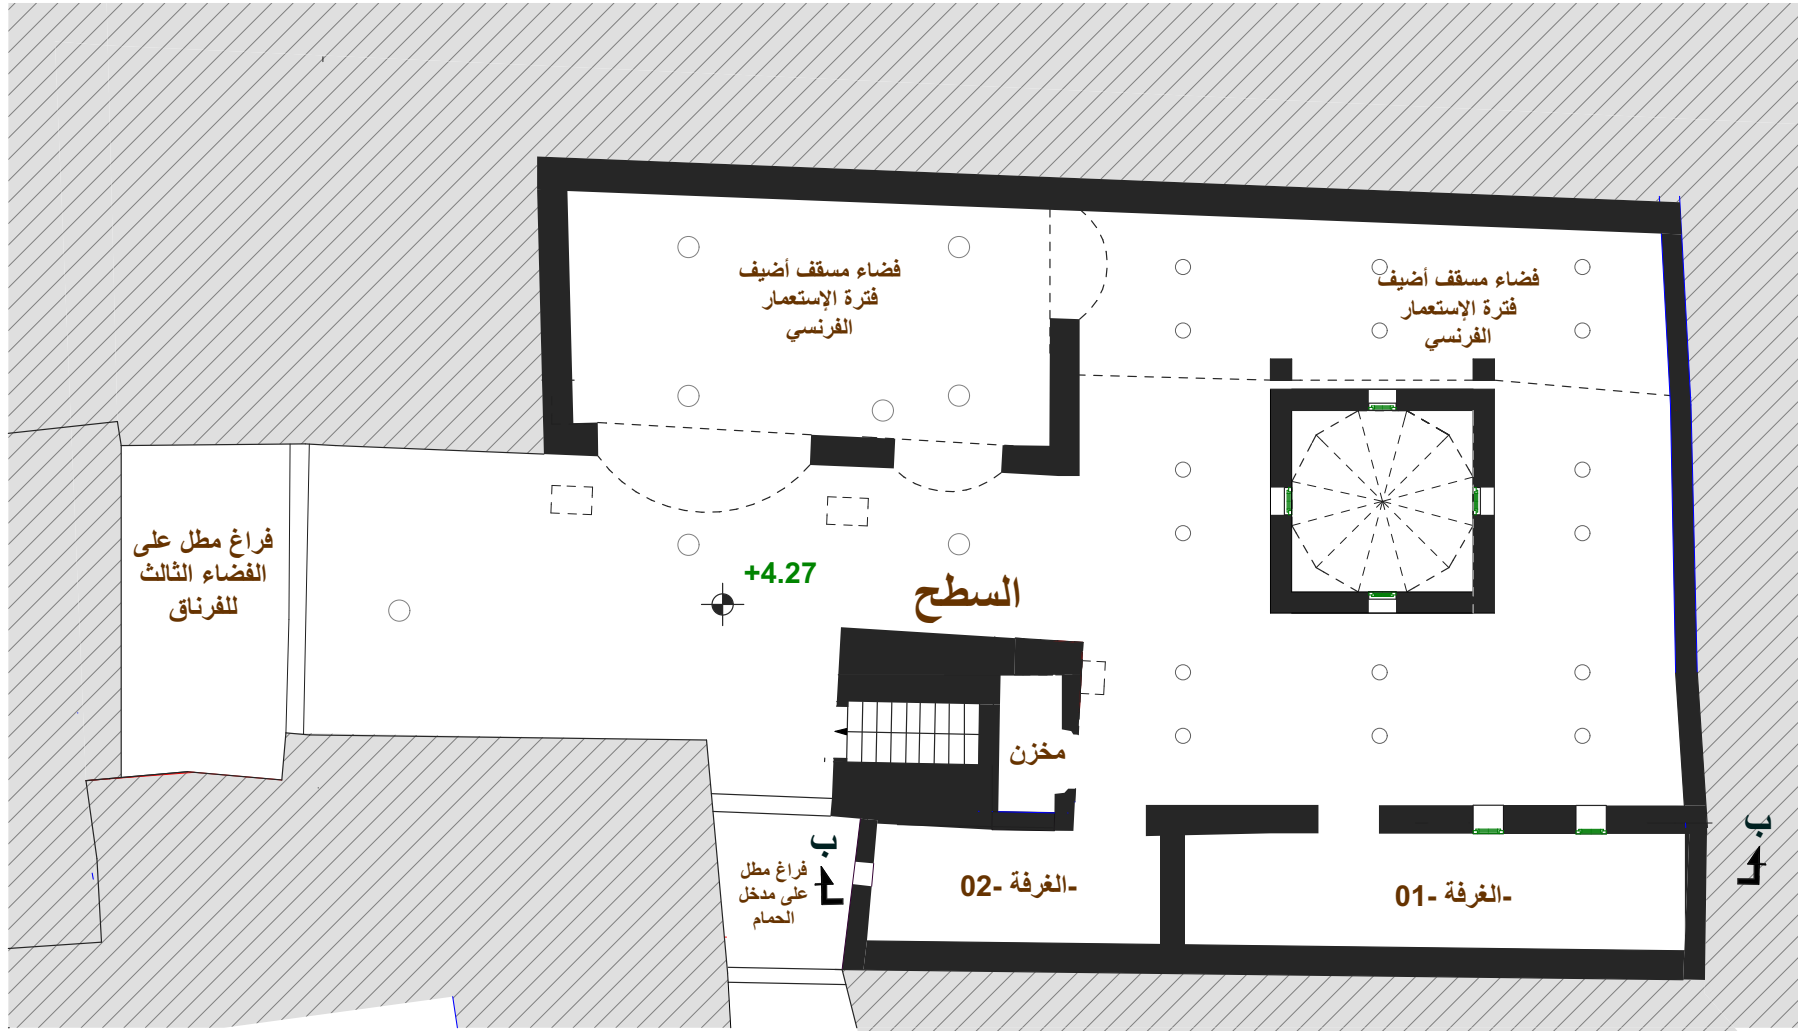 فضاء مسقف أضيف
فترة الإستعمار
الفرنسي
فضاء مسقف أضيف
فترة الإستعمار
الفرنسي
فراغ مطل على
الفضاء الثالث
للفرناق
+4.27
السطح
مخزن
ب
ب
فراغ مطل
على مدخل
الحمام
الغرفة -02-
الغرفة -01-